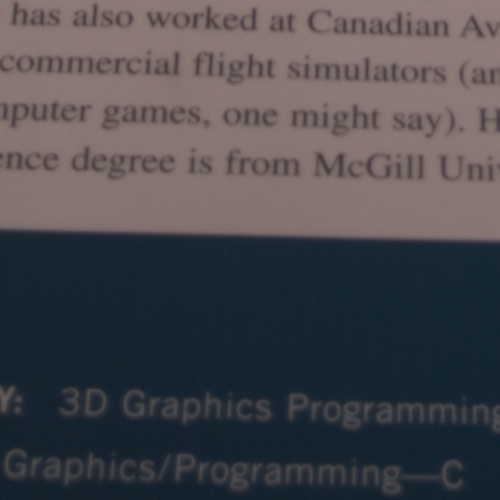 has also worked at Canadian Av
commercial flight simulators (an
mputer games, one might say). H
ence degree is from McGill Univ
Y: 3D Graphics Programming
Graphics/Programming—C